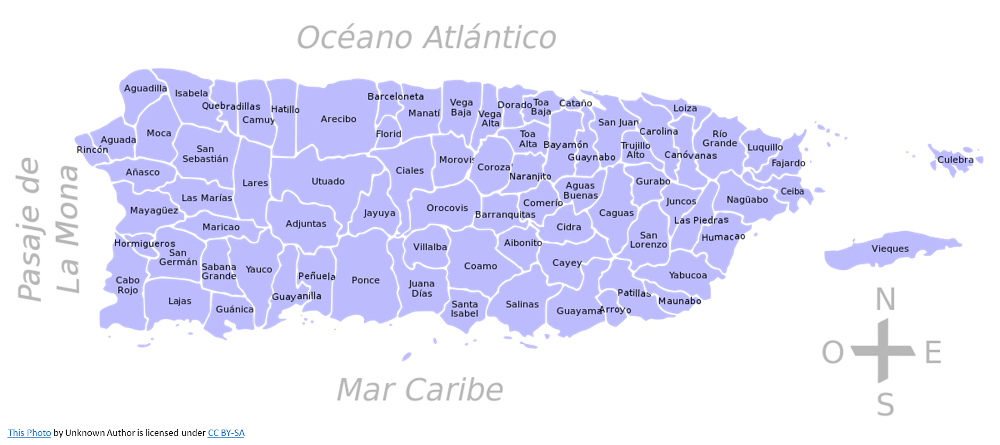 Océano Atlántico
Aguadilla
Isabela
Quebradillas
Camuy
Hatillo
Arecibo
Barceloneta
Manatí
Florid
Vega
Baja
Vega
Alta
Dorado
Toa
Baja
Cataño
San Juan
Carolina
Loiza
Río
Grande
Luquillo
Fajardo
Culebra
Rincón
Aguada
Moca
San
Sebastián
Toa
Alta
Bayamón
Guaynabo
Trujillo
Alto
Canóvanas
Añasco
Lares
Utuado
Ciales
Morovis
Coroza
Naranjito
Aguas
Buenas
Gurabo
Ceiba
Las Marías
Mayagüez
Maricao
Adjuntas
Jayuya
Orocovis
Barranquitas
Comerío
Cidra
Caguas
Juncos
Las Piedras
Nagüabo
Humacao
Hormigueros
San
Germán
Sabana
Grande
Yauco
Peñuela
Guayanilla
Ponce
Villalba
Juana
Días
Coamo
Aibonito
Cayey
San
Lorenzo
Yabucoa
Vieques
Cabo
Rojo
Lajas
Guánica
Santa
Isabel
Salinas
Guayama
Arroyo
Patillas
Maunabo
Pasaje de
La Mona
Mar Caribe
N
O
E
S
This Photo by Unknown Author is licensed under CC BY-SA